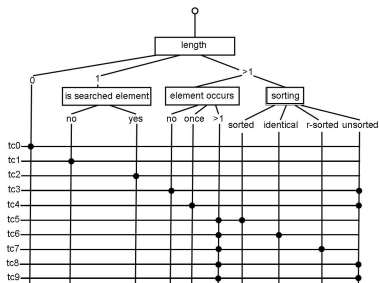 length
0 1 >1
is searched element element occurs sorting
no yes no once >1 sorted identical r-sorted unsorted
tc0
tc1
tc2
tc3
tc4
tc5
tc6
tc7
tc8
tc9